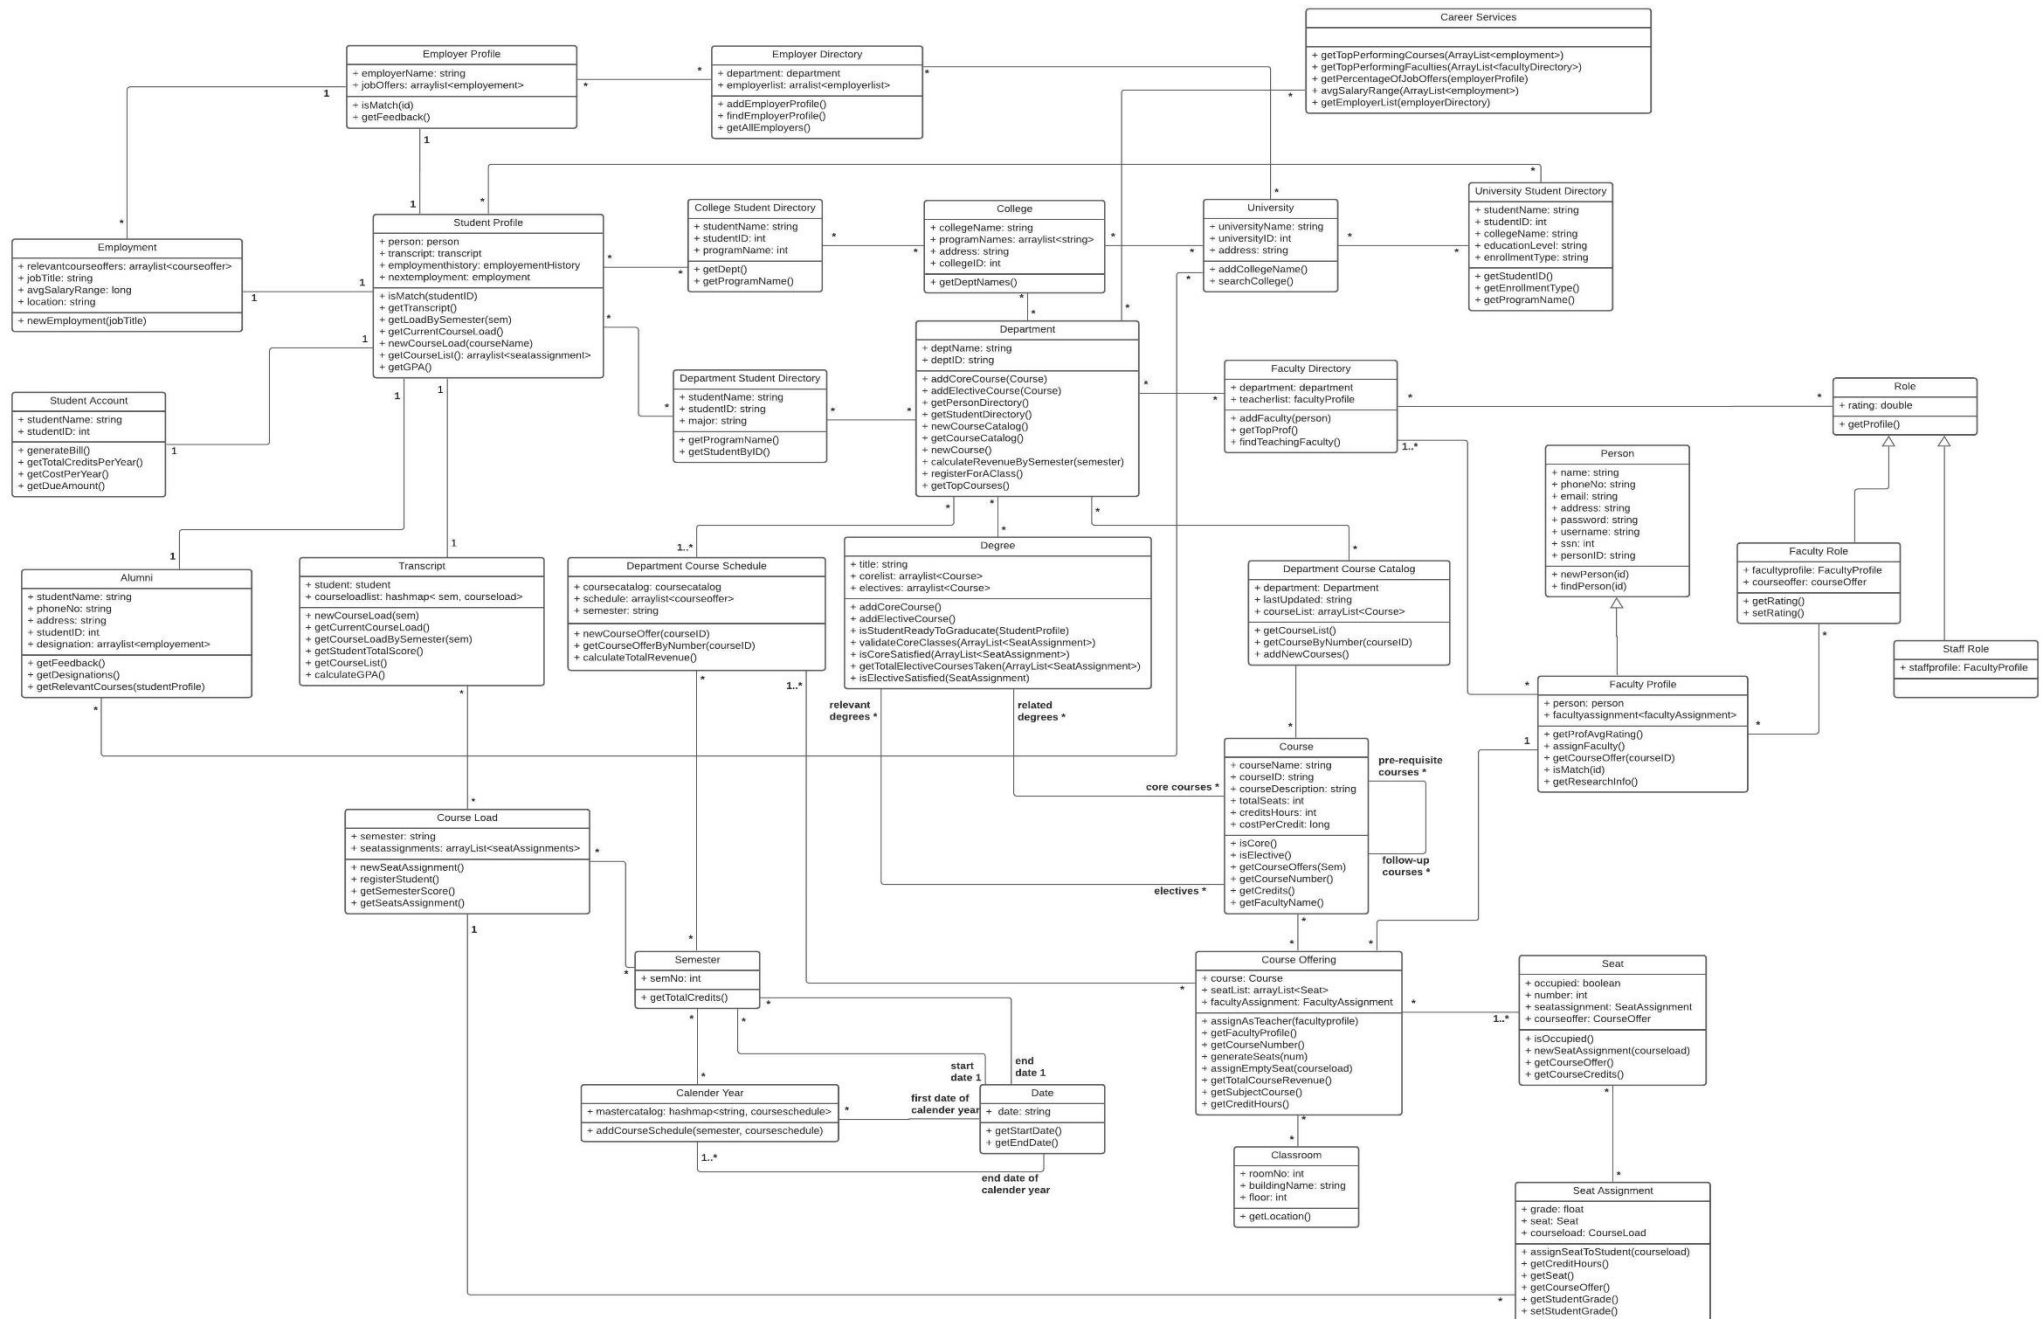 Career Services
+ getTopPerformingCourses(ArrayList<employment>)
+ getTopPerformingFaculties(ArrayList<facultyDirectory>)
+ getPercentageOfJobOffers(employerProfile)
+ avgSalaryRange(ArrayList<employment>)
+ getEmployerList(employerDirectory)
*
Employer Profile
+ employerName: string
+ jobOffers: arraylist<employement>
+ isMatch(id)
+ getFeedback()
1
1
*
Employer Directory
+ department: department
+ employerlist: arralist<employerlist>
+ addEmployerProfile()
+ findEmployerProfile()
+ getAllEmployers()
*
*
*
1
*
*
*
Employment
+ relevantcourseoffers: arraylist<courseoffer>
+ jobTitle: string
+ avgSalaryRange: long
+ location: string
+ newEmployment(jobTitle)
1
1
Student Profile
+ person: person
+ transcript: transcript
+ employmenthistory: employementHistory
+ nextemployment: employment
+ isMatch(studentID)
+ getTranscript()
+ getLoadBySemester(sem)
+ getCurrentCourseLoad()
+ newCourseLoad(courseName)
+ getCourseList(): arraylist<seatassignment>
+ getGPA()
*
*
*
1
1
1
College Student Directory
+ studentName: string
+ studentID: int
+ programName: int
+ getDept()
+ getProgramName()
*
*
College
+ collegeName: string
+ programNames: arraylist<string>
+ address: string
+ collegeID: int
+ getDeptNames()
*
*
*
*
University
+ universityName: string
+ universityID: int
+ address: string
+ addCollegeName()
+ searchCollege()
*
*
*
*
University Student Directory
+ studentName: string
+ studentID: int
+ collegeName: string
+ educationLevel: string
+ enrollmentType: string
+ getStudentID()
+ getEnrollmentType()
+ getProgramName()
Student Account
+ studentName: string
+ studentID: int
+ generateBill()
+ getTotalCreditsPerYear()
+ getCostPerYear()
+ getDueAmount()
1
Department Student Directory
+ studentName: string
+ studentID: string
+ major: string
+ getProgramName()
+ getStudentByID()
*
*
*
Department
+ deptName: string
+ deptID: string
+ addCoreCourse(Course)
+ addElectiveCourse(Course)
+ getPersonDirectory()
+ getStudentDirectory()
+ newCourseCatalog()
+ getCourseCatalog()
+ newCourse()
+ calculateRevenueBySemester(semester)
+ registerForAClass()
+ getTopCourses()
*
*
*
*
*
Faculty Directory
+ department: department
+ teacherlist: facultyProfile
+ addFaculty(person)
+ getTopProf()
+ findTeachingFaculty()
*
*
1..*
Role
+ rating: double
+ getProfile()
Person
+ name: string
+ phoneNo: string
+ email: string
+ address: string
+ password: string
+ username: string
+ ssn: int
+ personID: string
+ newPerson(id)
+ findPerson(id)
Faculty Role
+ facultyprofile: FacultyProfile
+ courseoffer: courseOffer
+ getRating()
+ setRating()
*
Staff Role
+ staffprofile: FacultyProfile
1
Alumni
+ studentName: string
+ phoneNo: string
+ address: string
+ studentID: int
+ designation: arraylist<employement>
+ getFeedback()
+ getDesignations()
+ getRelevantCourses(studentProfile)
*
1
Transcript
+ student: student
+ courseloadlist: hashmap< sem, courseload>
+ newCourseLoad(sem)
+ getCurrentCourseLoad()
+ getCourseLoadBySemester(sem)
+ getStudentTotalScore()
+ getCourseList()
+ calculateGPA()
*
1..*
Department Course Schedule
+ coursecatalog: coursecatalog
+ schedule: arraylist<courseoffer>
+ semester: string
+ newCourseOffer(courseID)
+ getCourseOfferByNumber(courseID)
+ calculateTotalRevenue()
*
1..*
*
Degree
+ title: string
+ corelist: arraylist<Course>
+ electives: arraylist<Course>
+ addCoreCourse()
+ addElectiveCourse()
+ isStudentReadyToGraducate(StudentProfile)
+ validateCoreClasses(ArrayList<SeatAssignment>)
+ isCoreSatisfied(ArrayList<SeatAssignment>)
+ getTotalElectiveCoursesTaken(ArrayList<SeatAssignment>)
+ isElectiveSatisfied(SeatAssignment)
relevant
degrees *
related
degrees *
*
Department Course Catalog
+ department: Department
+ lastUpdated: string
+ courseList: arrayList<Course>
+ getCourseList()
+ getCourseByNumber(courseID)
+ addNewCourses()
*
*
Faculty Profile
+ person: person
+ facultyassignment<facultyAssignment>
+ getProfAvgRating()
+ assignFaculty()
+ getCourseOffer(courseID)
+ isMatch(id)
+ getResearchInfo()
*
1
Course
+ courseName: string
+ courseID: string
+ courseDescription: string
+ totalSeats: int
+ creditsHours: int
+ costPerCredit: long
+ isCore()
+ isElective()
+ getCourseOffers(Sem)
+ getCourseNumber()
+ getCredits()
+ getFacultyName()
pre-requisite
courses *
core courses *
follow-up
courses *
electives *
*
*
Course Load
+ semester: string
+ seatassignments: arrayList<seatAssignments>
+ newSeatAssignment()
+ registerStudent()
+ getSemesterScore()
+ getSeatsAssignment()
*
1
*
*
Semester
+ semNo: int
+ getTotalCredits()
*
*
*
*
*
*
Course Offering
+ course: Course
+ seatList: arrayList<Seat>
+ facultyAssignment: FacultyAssignment
+ assignAsTeacher(facultyprofile)
+ getFacultyProfile()
+ getCourseNumber()
+ generateSeats(num)
+ assignEmptySeat(courseload)
+ getTotalCourseRevenue()
+ getSubjectCourse()
+ getCreditHours()
*
*
1..*
Seat
+ occupied: boolean
+ number: int
+ seatassignment: SeatAssignment
+ courseoffer: CourseOffer
+ isOccupied()
+ newSeatAssignment(courseload)
+ getCourseOffer()
+ getCourseCredits()
*
start
date 1
end
date 1
*
Calender Year
+ mastercatalog: hashmap<string, courseschedule>
+ addCourseSchedule(semester, courseschedule)
*
1..*
first date of
calender year
Date
+ date: string
+ getStartDate()
+ getEndDate()
end date of
calender year
*
Classroom
+ roomNo: int
+ buildingName: string
+ floor: int
+ getLocation()
*
Seat Assignment
+ grade: float
+ seat: Seat
+ courseload: CourseLoad
+ assignSeatToStudent(courseload)
+ getCreditHours()
+ getSeat()
+ getCourseOffer()
+ getStudentGrade()
+ setStudentGrade()
*